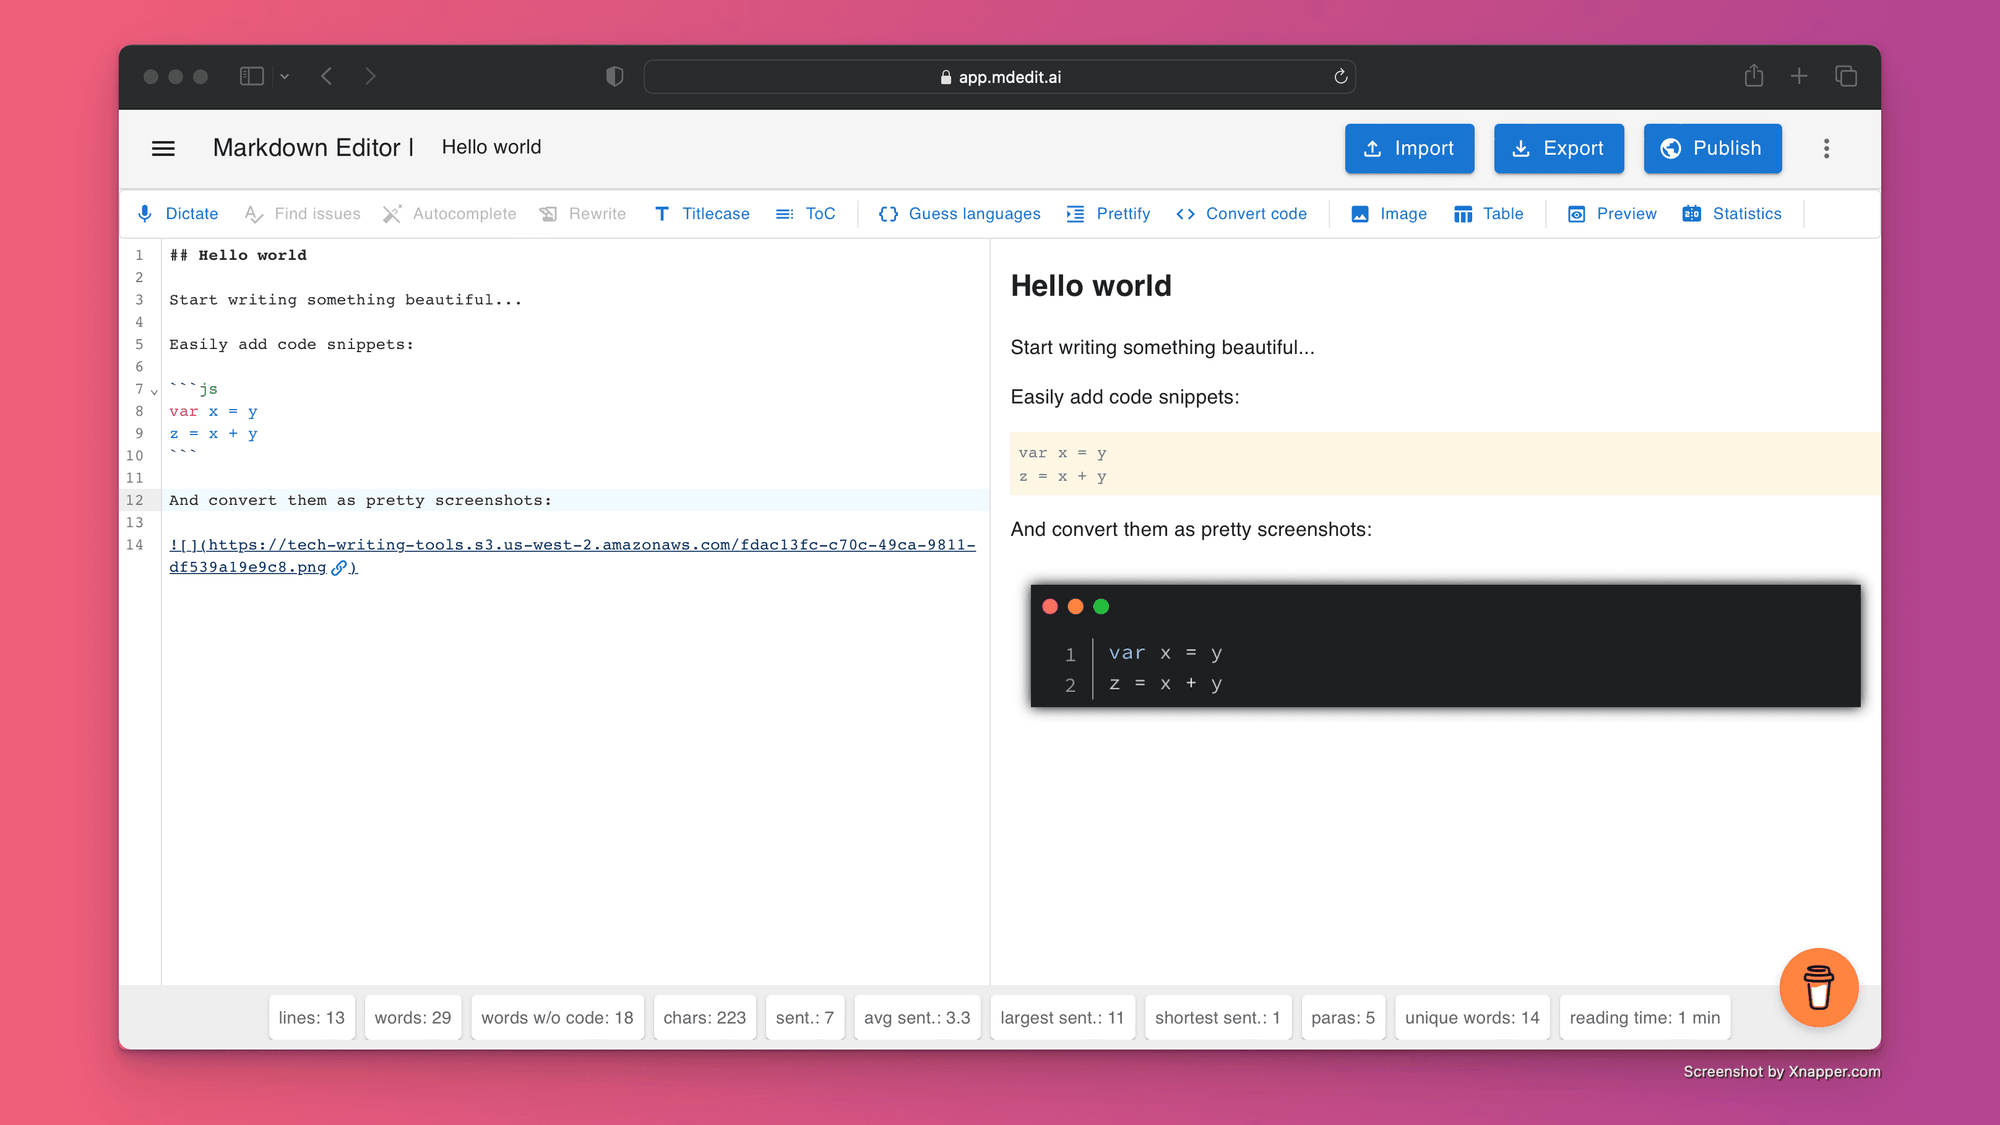 app.mdedit.ai
Markdown Editor | Hello world
Import Export Publish
Dictate Find issues Autocomplete Rewrite Titlecase ToC Guess languages Prettify Convert code Image Table Preview Statistics
1 ## Hello world
2
3 Start writing something beautiful...
4
5 Easily add code snippets:
6
7 ```js
8 var x = y
9 z = x + y
10 ```
11
12 And convert them as pretty screenshots:
13
14 ![](https://tech-writing-tools.s3.us-west-2.amazonaws.com/fdac13fc-c70c-49ca-9811-
df539a19e9c8.png)
Hello world
Start writing something beautiful...
Easily add code snippets:
var x = y
z = x + y
And convert them as pretty screenshots:
1 var x = y
2 z = x + y
lines: 13 words: 29 words w/o code: 18 chars: 223 sent.: 7 avg sent.: 3.3 largest sent.: 11 shortest sent.: 1 paras: 5 unique words: 14 reading time: 1 min
Screenshot by Xnapper.com